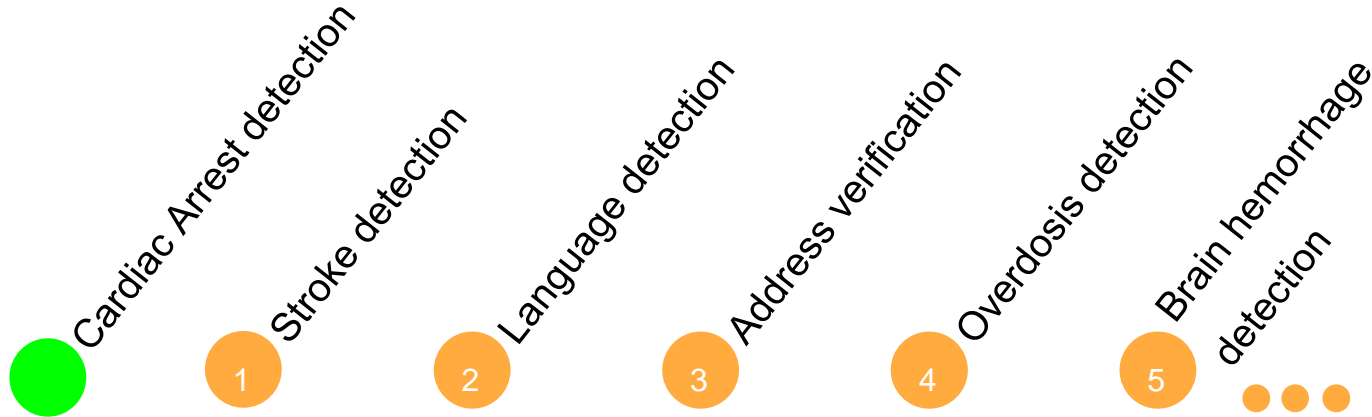 Cardiac Arrest detection
1
Stroke detection
2
Language detection
3
Address verification
4
Overdosis detection
5
Brain hemorrhage
detection